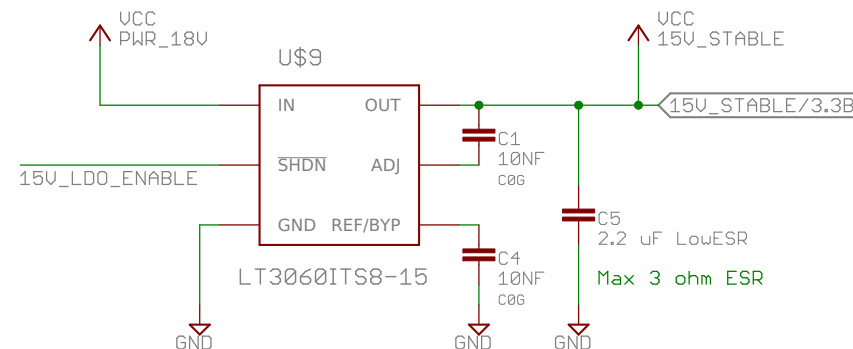 VCC
PWR_18V
VCC
15V_STABLE
U$9
IN
OUT
15V_STABLE/3.3B
C1
10NF
C0G
SHDN
ADJ
15V_LDO_ENABLE
GND
REF/BYP
C5
2.2 uF LowESR
Max 3 ohm ESR
LT3060ITS8-15
C4
10NF
C0G
GND
GND
GND